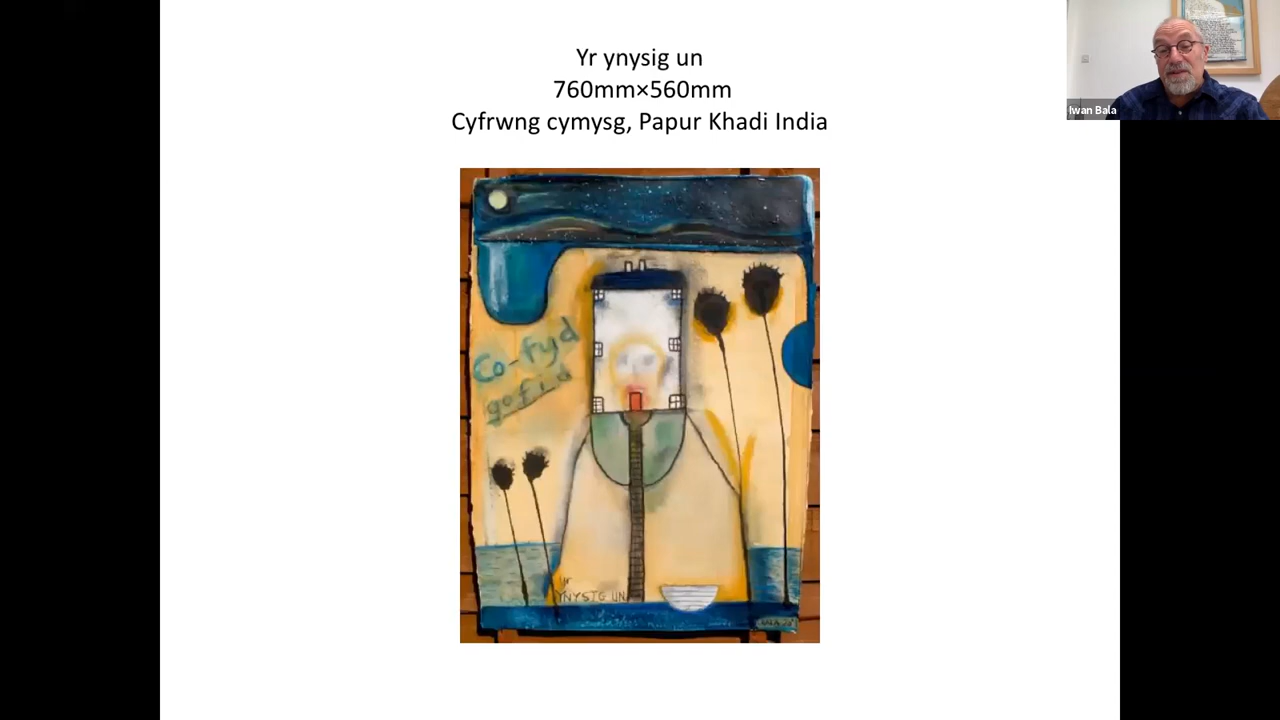 Yr ynysig un
760mm×560mm
Cyfrwng cymysg, Papur Khadi India
Iwan Bala
Co-fyd
gofid
yr
YNYSIG UN